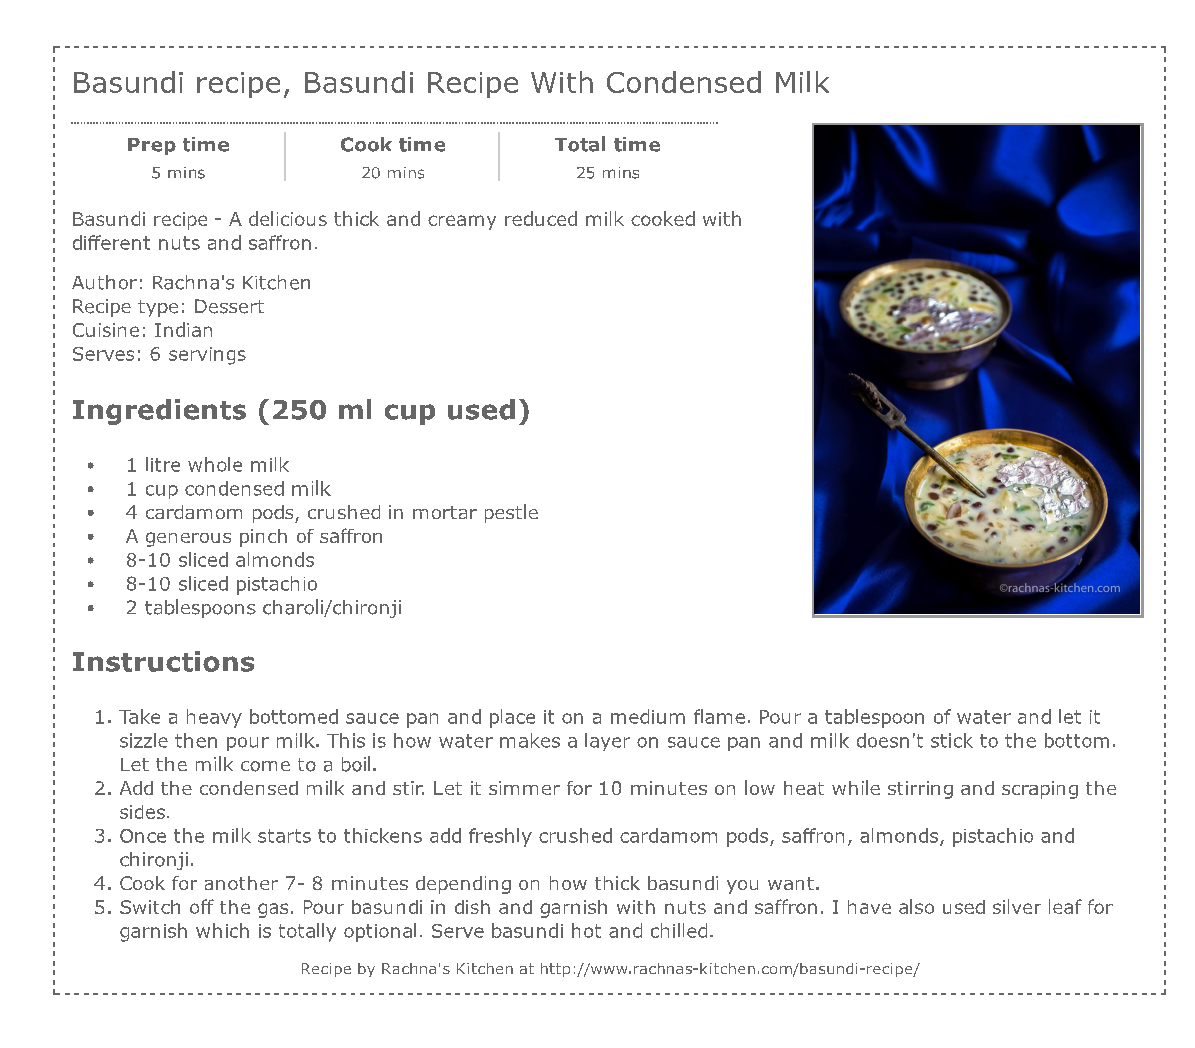 Basundi recipe, Basundi Recipe With Condensed Milk
Prep time
5 mins
Cook time
20 mins
Total time
25 mins
Basundi recipe - A delicious thick and creamy reduced milk cooked with
different nuts and saffron.
Author: Rachna's Kitchen
Recipe type: Dessert
Cuisine: Indian
Serves: 6 servings
Ingredients (250 ml cup used)
• 1 litre whole milk
• 1 cup condensed milk
• 4 cardamom pods, crushed in mortar pestle
• A generous pinch of saffron
• 8-10 sliced almonds
• 8-10 sliced pistachio
• 2 tablespoons charoli/chironji
©rachnas-kitchen.com
Instructions
1. Take a heavy bottomed sauce pan and place it on a medium flame. Pour a tablespoon of water and let it
sizzle then pour milk. This is how water makes a layer on sauce pan and milk doesn't stick to the bottom.
Let the milk come to a boil.
2. Add the condensed milk and stir. Let it simmer for 10 minutes on low heat while stirring and scraping the
sides.
3. Once the milk starts to thickens add freshly crushed cardamom pods, saffron, almonds, pistachio and
chironji.
4. Cook for another 7- 8 minutes depending on how thick basundi you want.
5. Switch off the gas. Pour basundi in dish and garnish with nuts and saffron. I have also used silver leaf for
garnish which is totally optional. Serve basundi hot and chilled.
Recipe by Rachna's Kitchen at http://www.rachnas-kitchen.com/basundi-recipe/